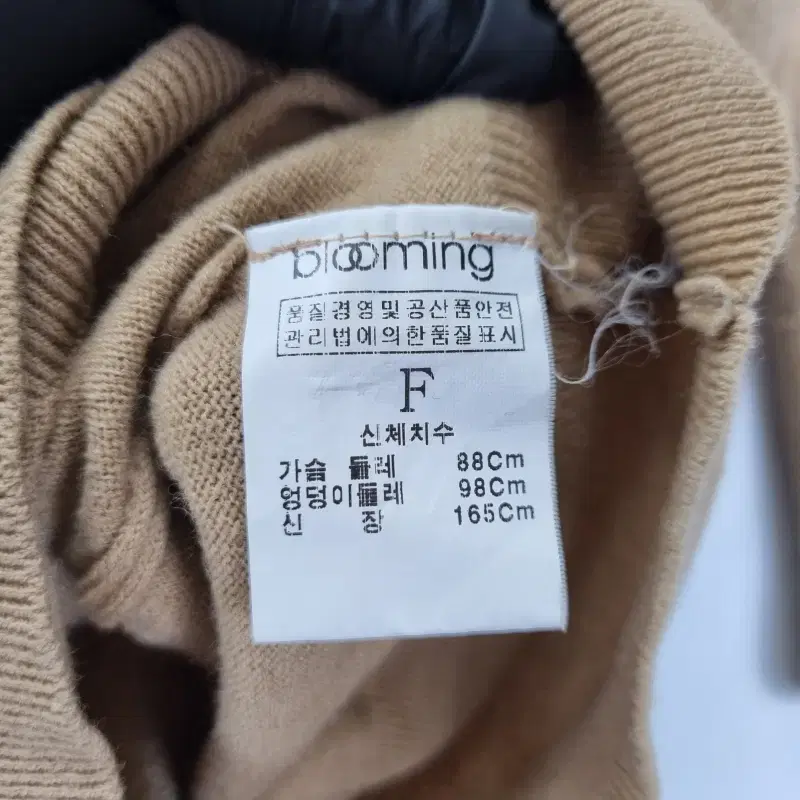 blooming
품질경영및공산품안전
관리법에의한품질표시
F
신체치수
가슴 둘레 88Cm
엉덩이둘레 98Cm
신 장 165Cm